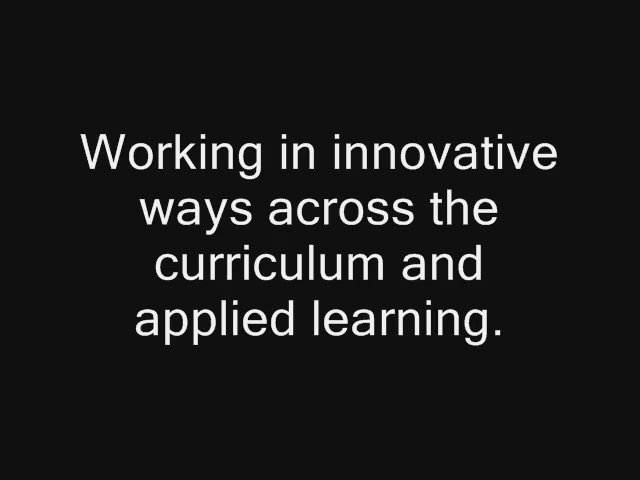 Working in innovative
ways across the
curriculum and
applied learning.